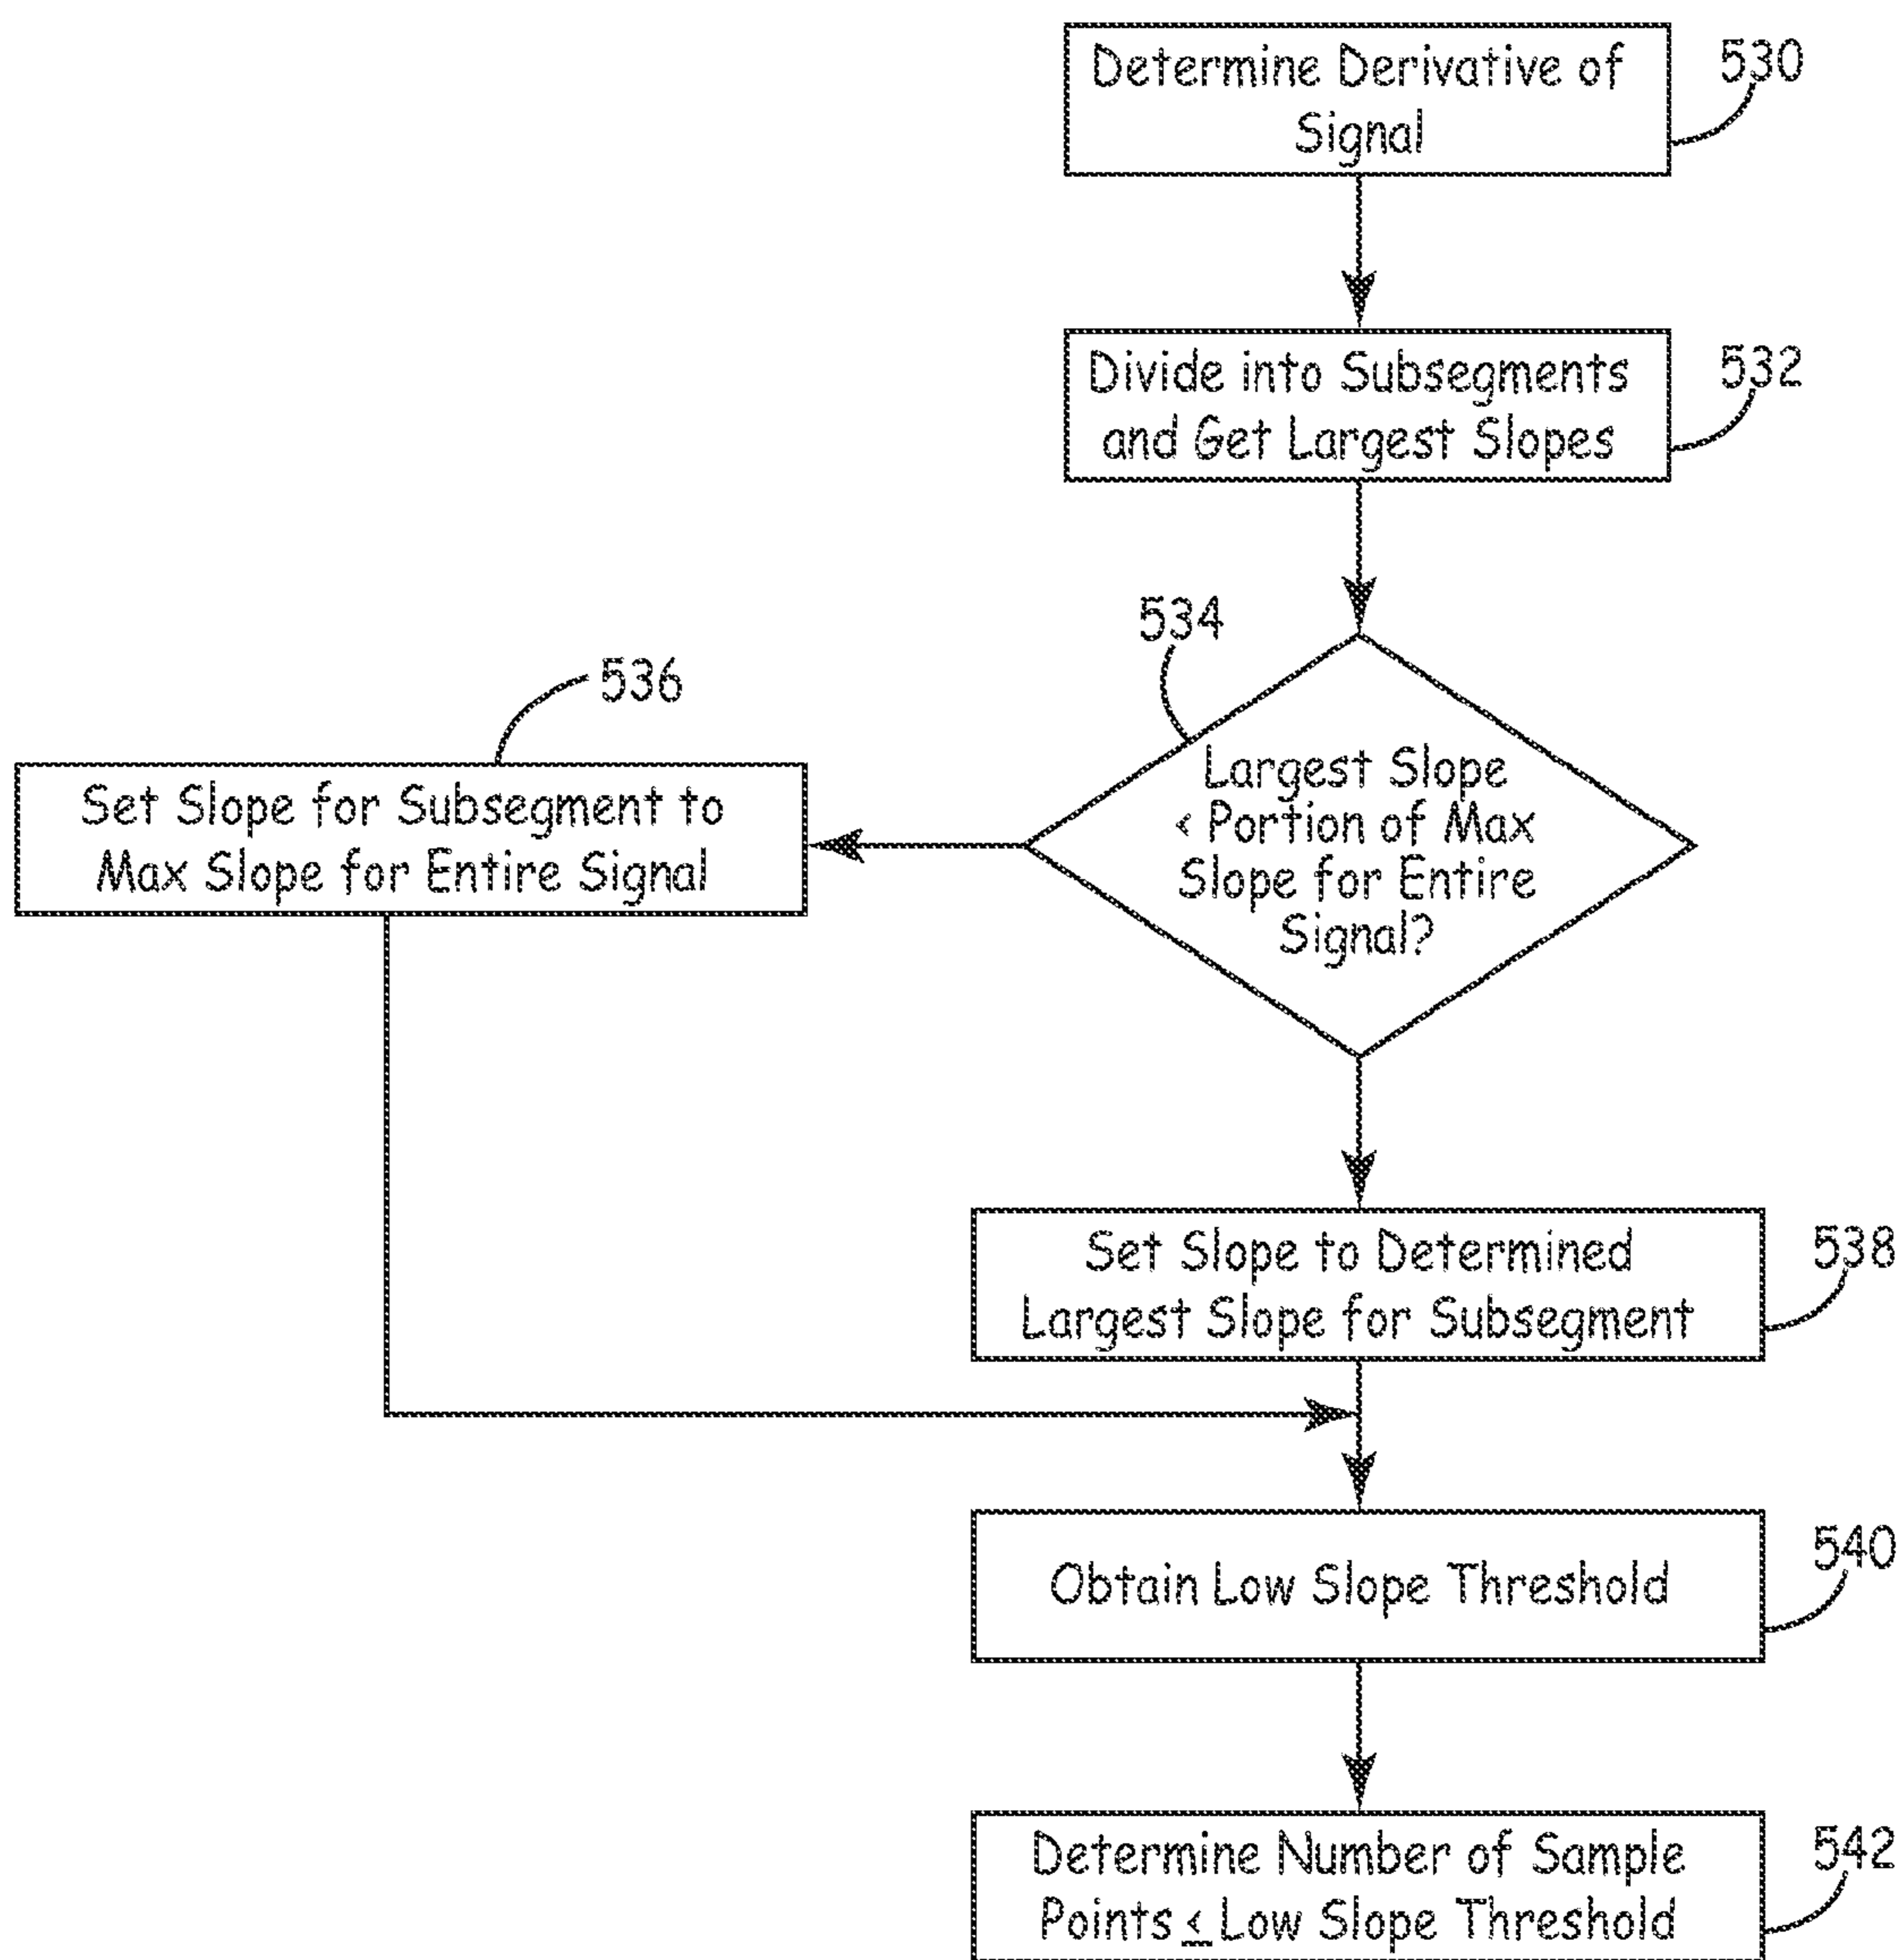 Determine Derivative of
Signal
530
Divide into Subsegments
and Get Largest Slopes
532
534
Largest Slope
< Portion of Max
Slope for Entire
Signal?
536
Set Slope for Subsegment to
Max Slope for Entire Signal
Set Slope to Determined
Largest Slope for Subsegment
538
Obtain Low Slope Threshold
540
Determine Number of Sample
Points ≤ Low Slope Threshold
542